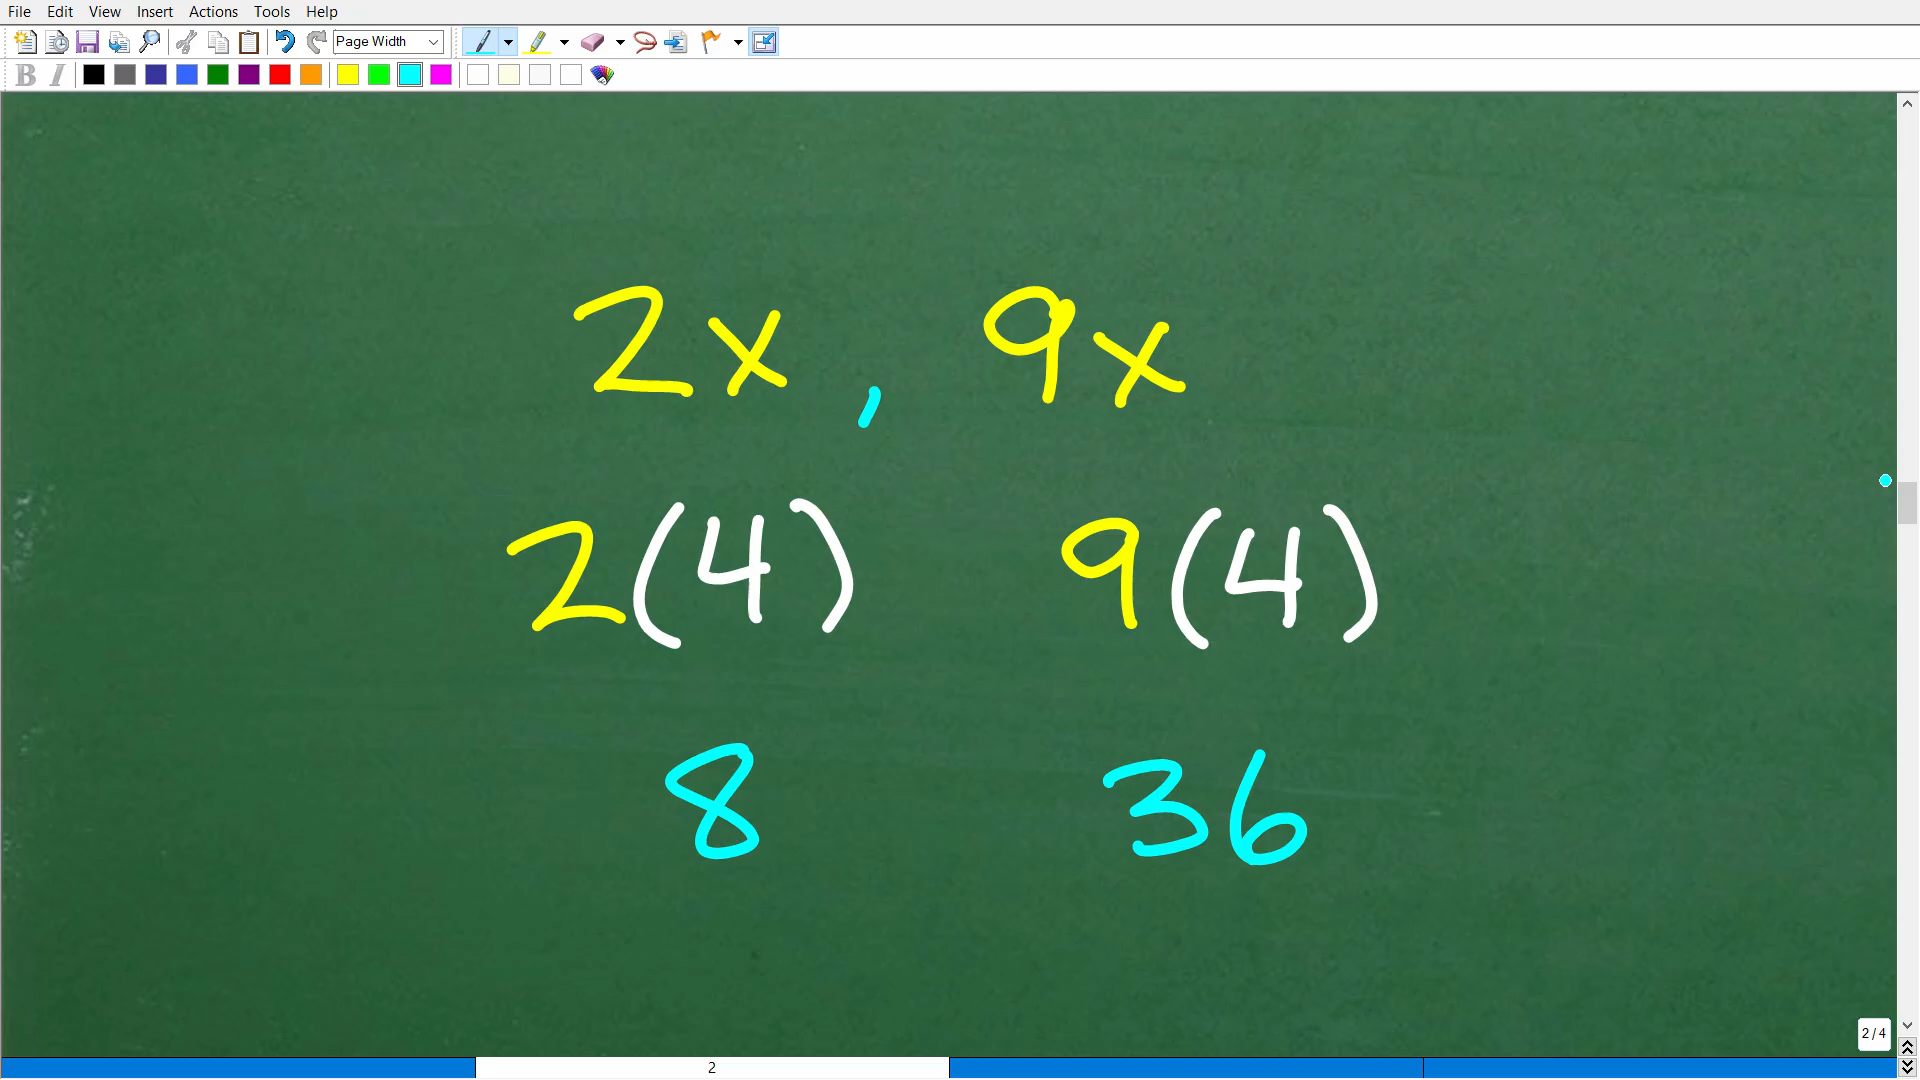 File Edit View Insert Actions Tools Help
Page Width
B I
2x, 9x
2(4) 9(4)
8 36
2/4
2